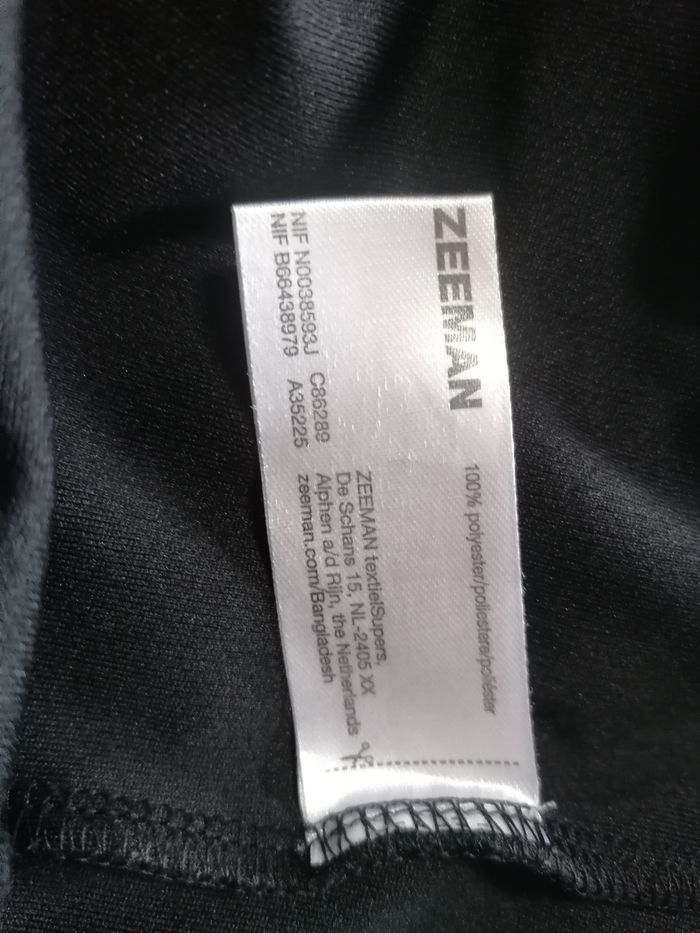 ZEEMAN
100% polyester/poliestere/poliéster
ZEEMAN textielSupers,
De Schans 15, NL-2405 XX
Alphen a/d Rijn, the Netherlands
zeeman.com/Bangladesh
NIF N0038593J C86289
NIF B66438979 A35225